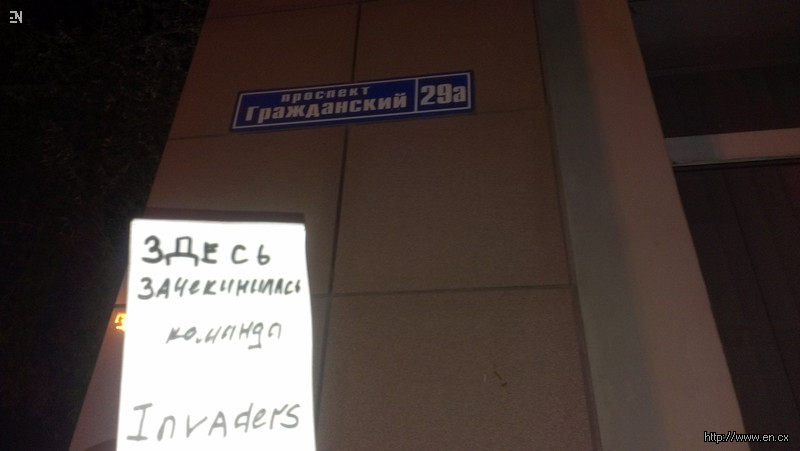 EN
проспект
Гражданский 29а
ЗДЕСЬ
ЗАЧЕКИНИЛАСЬ
команда
Invaders
http://www.en.cx